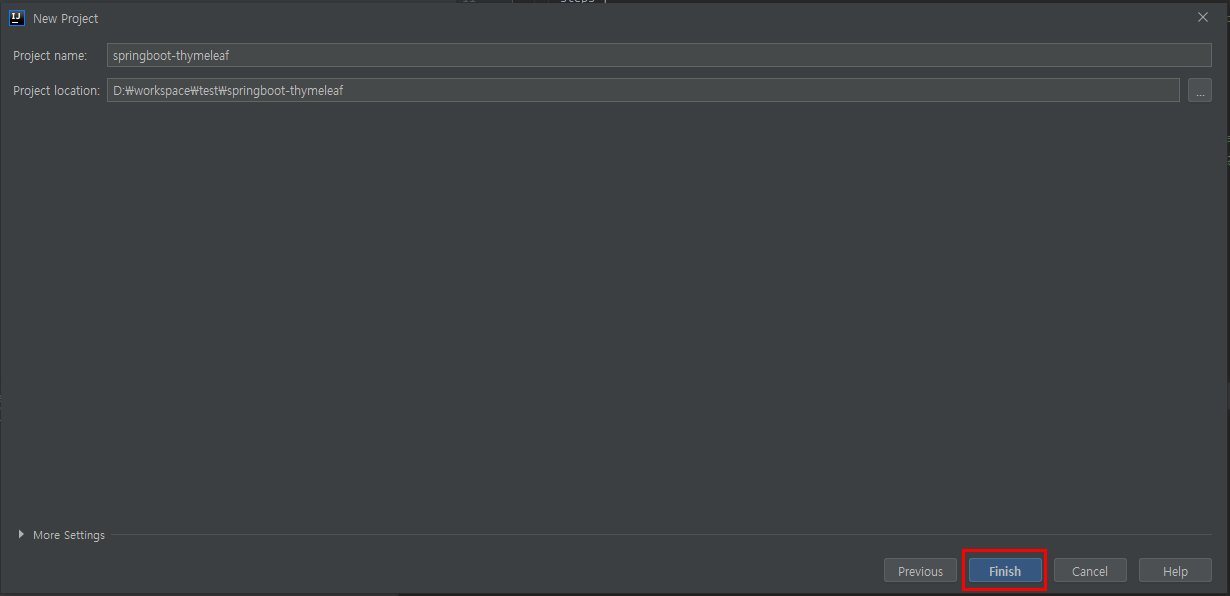 New Project
Project name: springboot-thymeleaf
Project location: D:₩workspace₩test₩springboot-thymeleaf ...
More Settings
Previous Finish Cancel Help